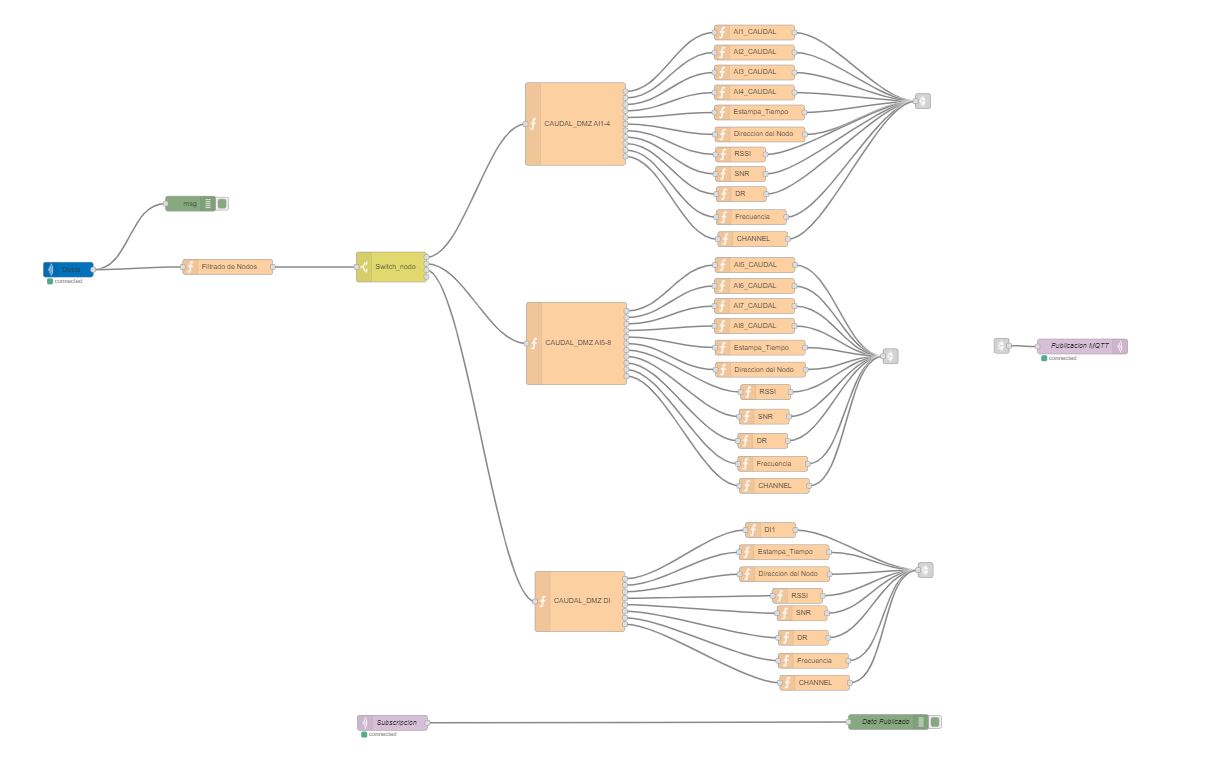 AI1_CAUDAL
AI2_CAUDAL
AI3_CAUDAL
AI4_CAUDAL
Estampa_Tiempo
CAUDAL_DMZ AI1-4
Direccion del Nodo
RSSI
SNR
DR
msg
Frecuencia
CHANNEL
Filtrado de Nodos
Switch_nodo
connected
AI5_CAUDAL
AI6_CAUDAL
AI7_CAUDAL
AI8_CAUDAL
CAUDAL_DMZ AI5-8
Estampa_Tiempo
Publicacion MQTT
connected
Direccion del Nodo
RSSI
SNR
DR
Frecuencia
CHANNEL
DI1
Estampa_Tiempo
Direccion del Nodo
CAUDAL_DMZ DI
RSSI
SNR
DR
Frecuencia
CHANNEL
Subscripcion
connected
Dato Publicado